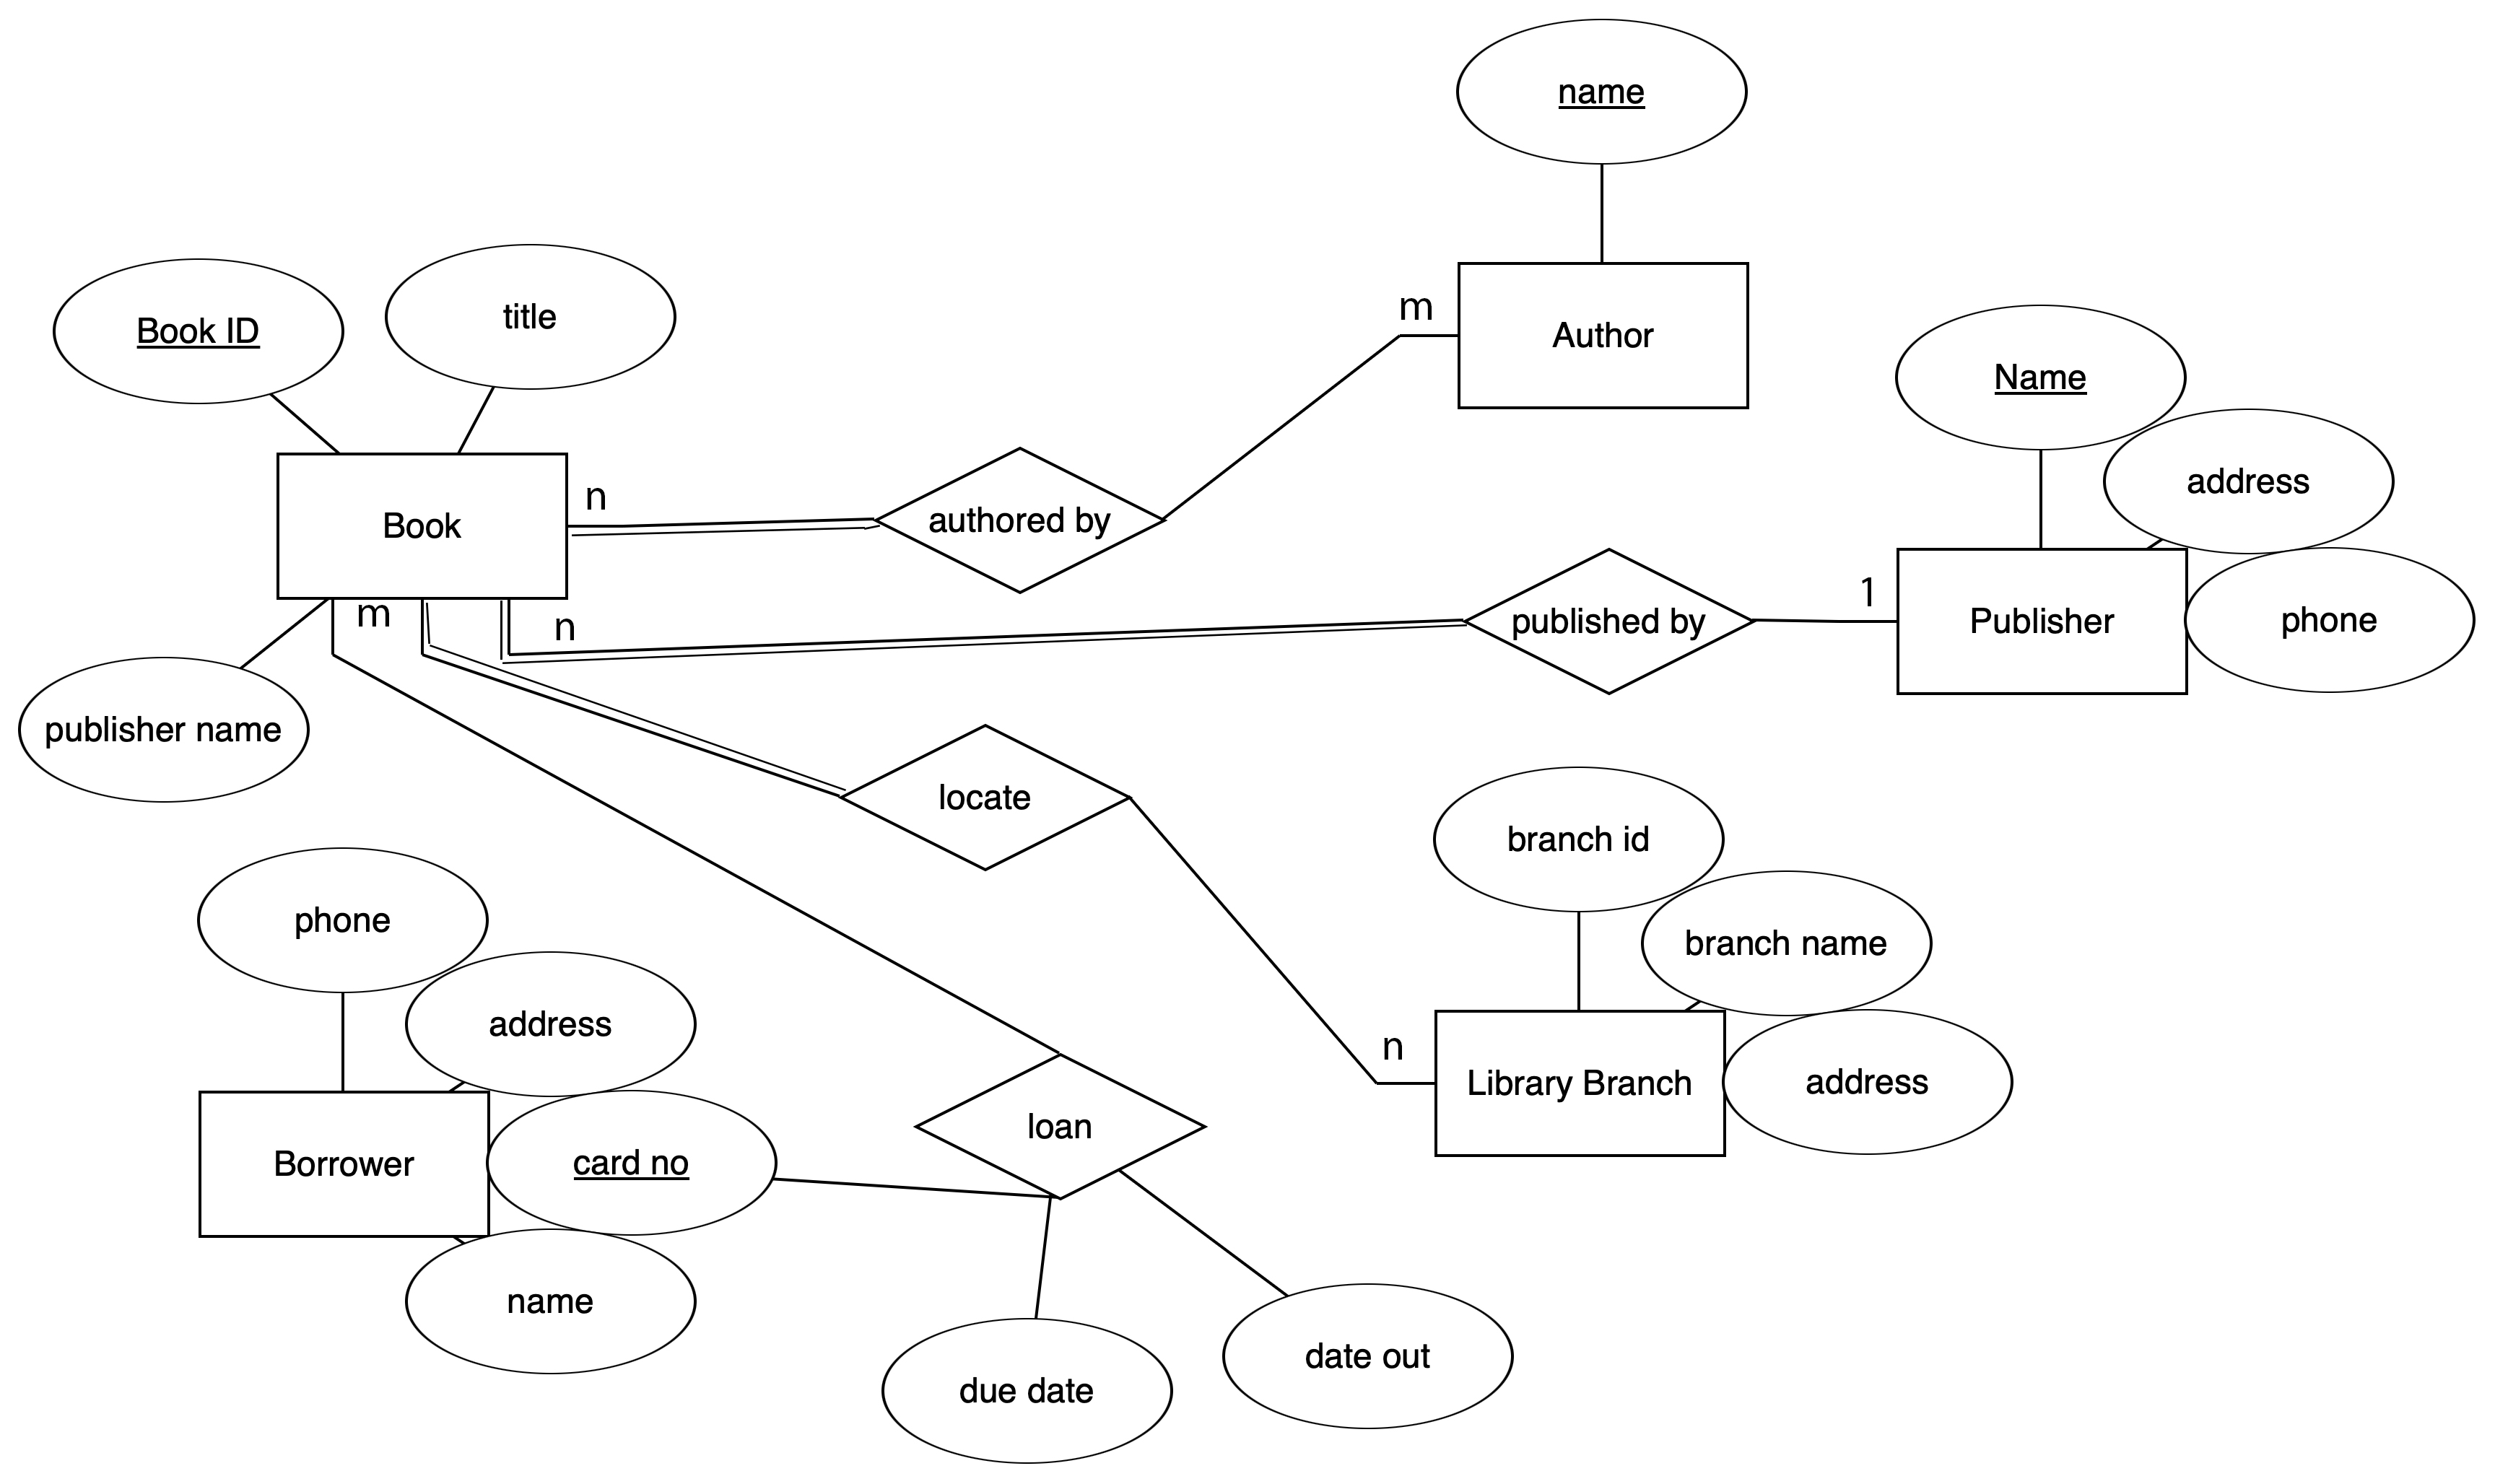 name
Book ID
title
m
Author
Name
address
n
Book
authored by
1
published by
Publisher
phone
m
n
publisher name
locate
branch id
phone
branch name
address
n
Library Branch
address
loan
Borrower
card no
name
date out
due date